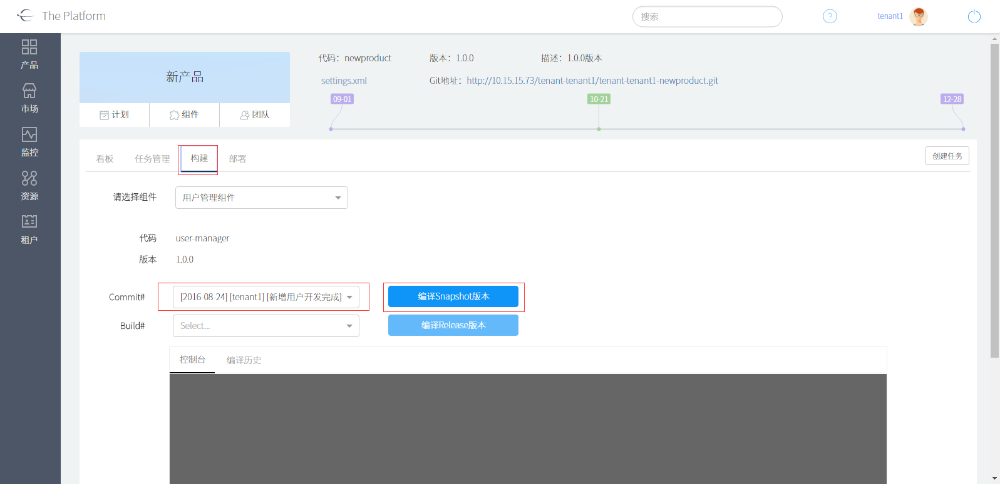 The Platform
搜索
?
tenant1
产品
市场
监控
资源
租户
新产品
计划
组件
团队
代码：newproduct
版本：1.0.0
描述：1.0.0版本
settings.xml
Git地址：http://10.15.15.73/tenant-tenant1/tenant-tenant1-newproduct.git
09-01
10-21
12-28
看板
任务管理
构建
部署
创建任务
请选择组件
用户管理组件
代码
user-manager
版本
1.0.0
Commit#
[2016-08-24] [tenant1] [新增用户开发完成]
编译Snapshot版本
Build#
Select...
编译Release版本
控制台
编译历史